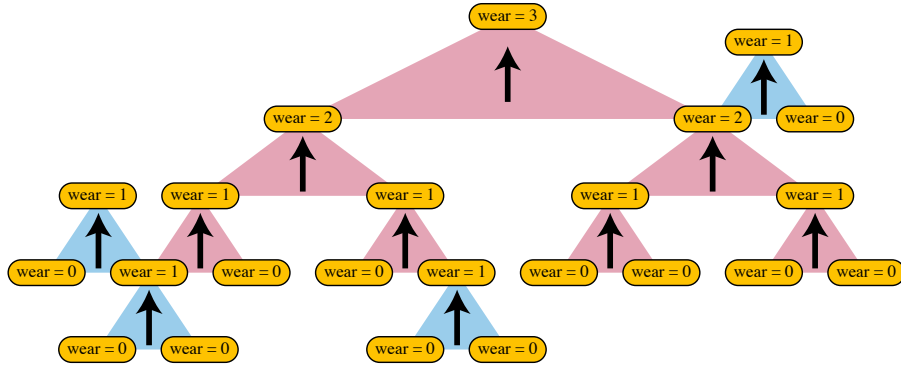 wear = 3
wear = 1
wear = 2
wear = 2
wear = 0
wear = 1
wear = 1
wear = 1
wear = 1
wear = 1
wear = 0
wear = 1
wear = 0
wear = 0
wear = 1
wear = 0
wear = 0
wear = 0
wear = 0
wear = 0
wear = 0
wear = 0
wear = 0